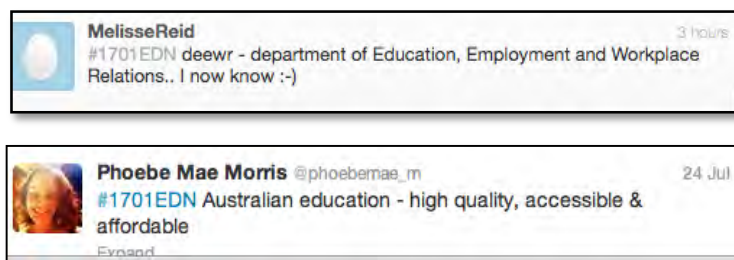 MelisseReid 3 hours
#1701EDN deewr - department of Education, Employment and Workplace
Relations.. I now know :-)
Phoebe Mae Morris @phoebemae_m 24 Jul
#1701EDN Australian education - high quality, accessible &
affordable
Expand